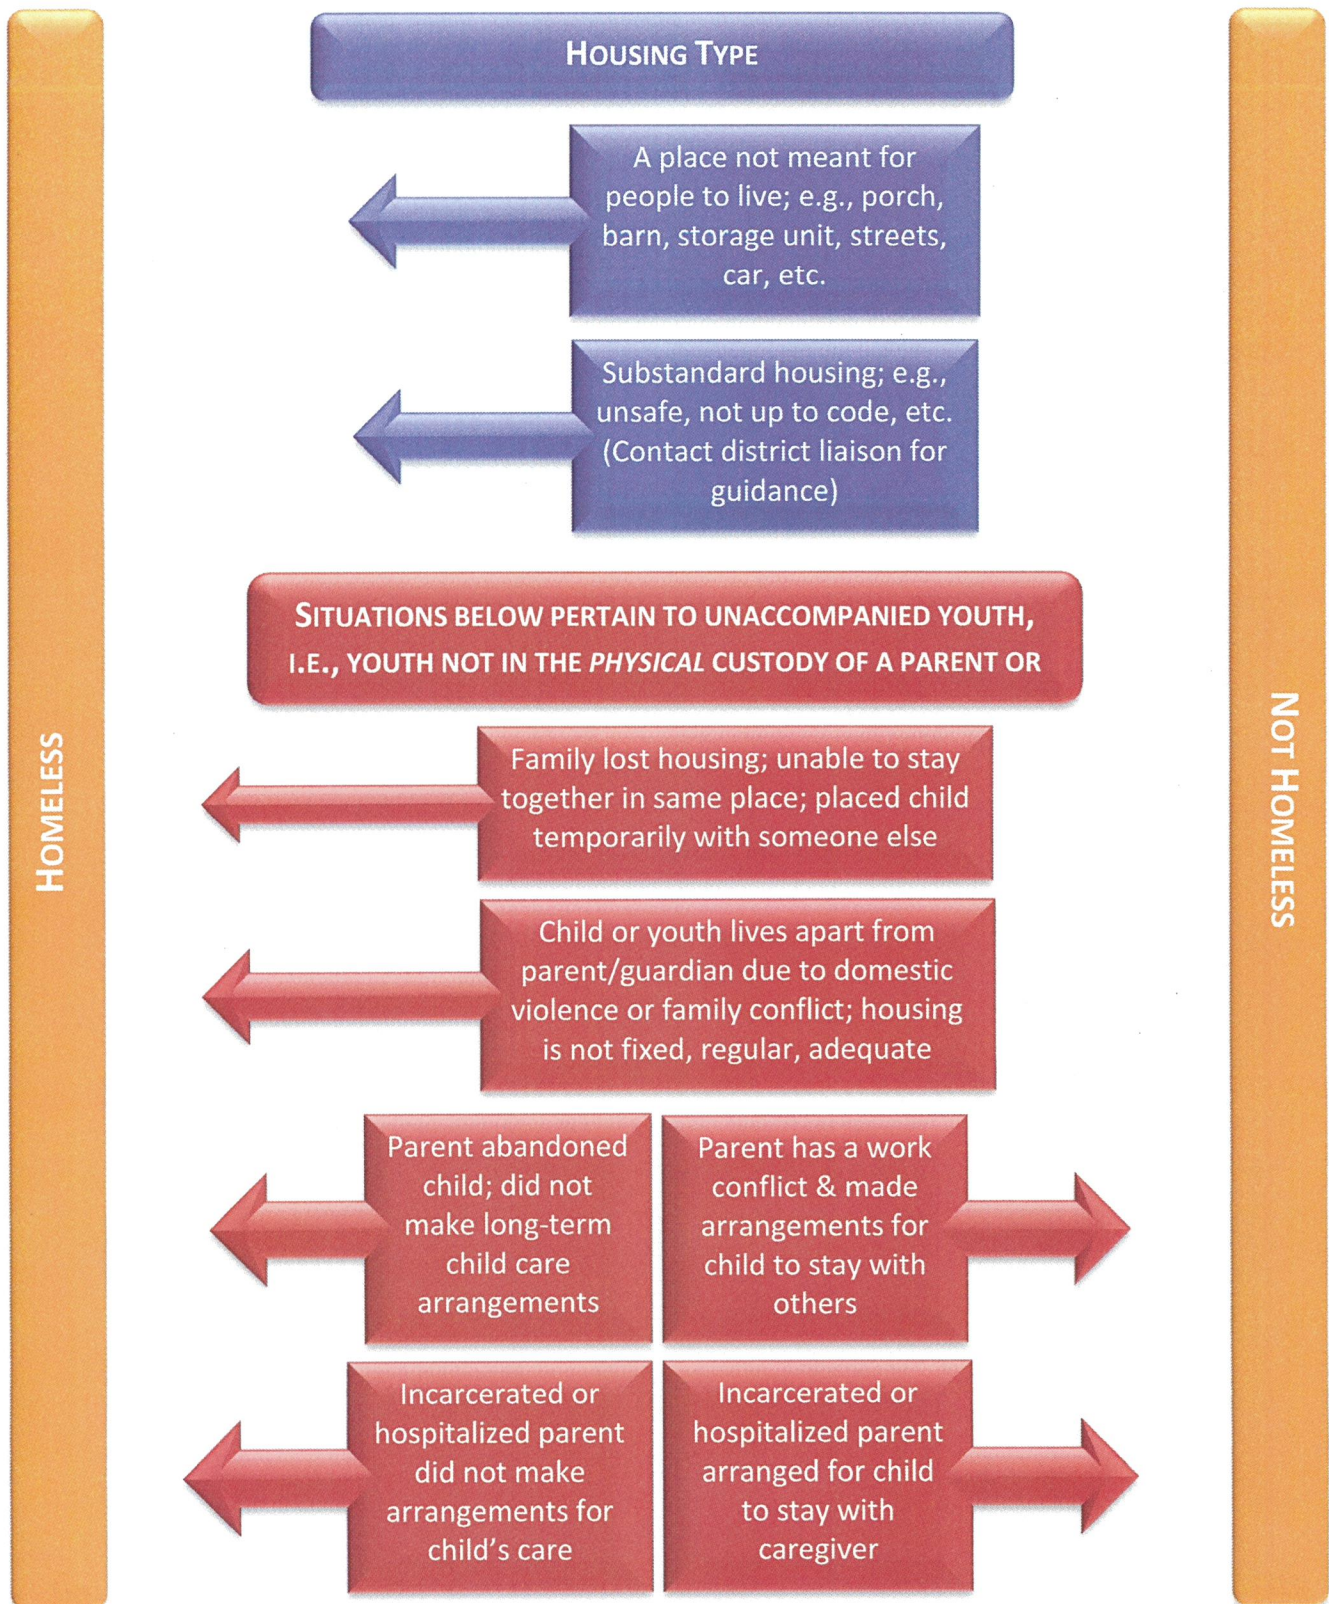 HOUSING TYPE
A place not meant for
people to live; e.g., porch,
barn, storage unit, streets,
car, etc.
Substandard housing; e.g.,
unsafe, not up to code, etc.
(Contact district liaison for
guidance)
SITUATIONS BELOW PERTAIN TO UNACCOMPANIED YOUTH,
I.E., YOUTH NOT IN THE PHYSICAL CUSTODY OF A PARENT OR
HOMELESS
NOT HOMELESS
Family lost housing; unable to stay
together in same place; placed child
temporarily with someone else
Child or youth lives apart from
parent/guardian due to domestic
violence or family conflict; housing
is not fixed, regular, adequate
Parent abandoned
child; did not
make long-term
child care
arrangements
Parent has a work
conflict & made
arrangements for
child to stay with
others
Incarcerated or
hospitalized parent
did not make
arrangements for
child's care
Incarcerated or
hospitalized parent
arranged for child
to stay with
caregiver